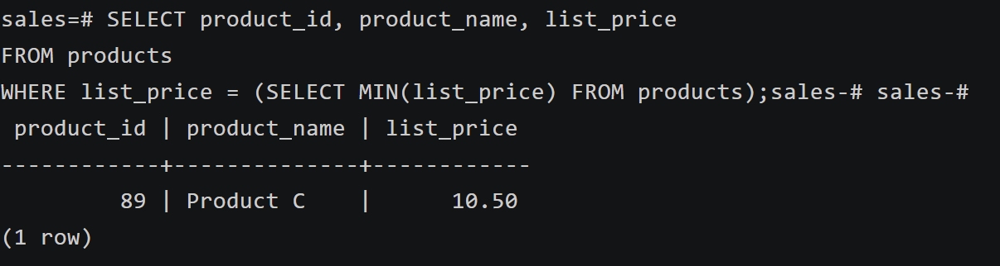 sales=# SELECT product_id, product_name, list_price
FROM products
WHERE list_price = (SELECT MIN(list_price) FROM products);sales-# sales-#
 product_id | product_name | list_price
------------+--------------+------------
         89 | Product C    |      10.50
(1 row)